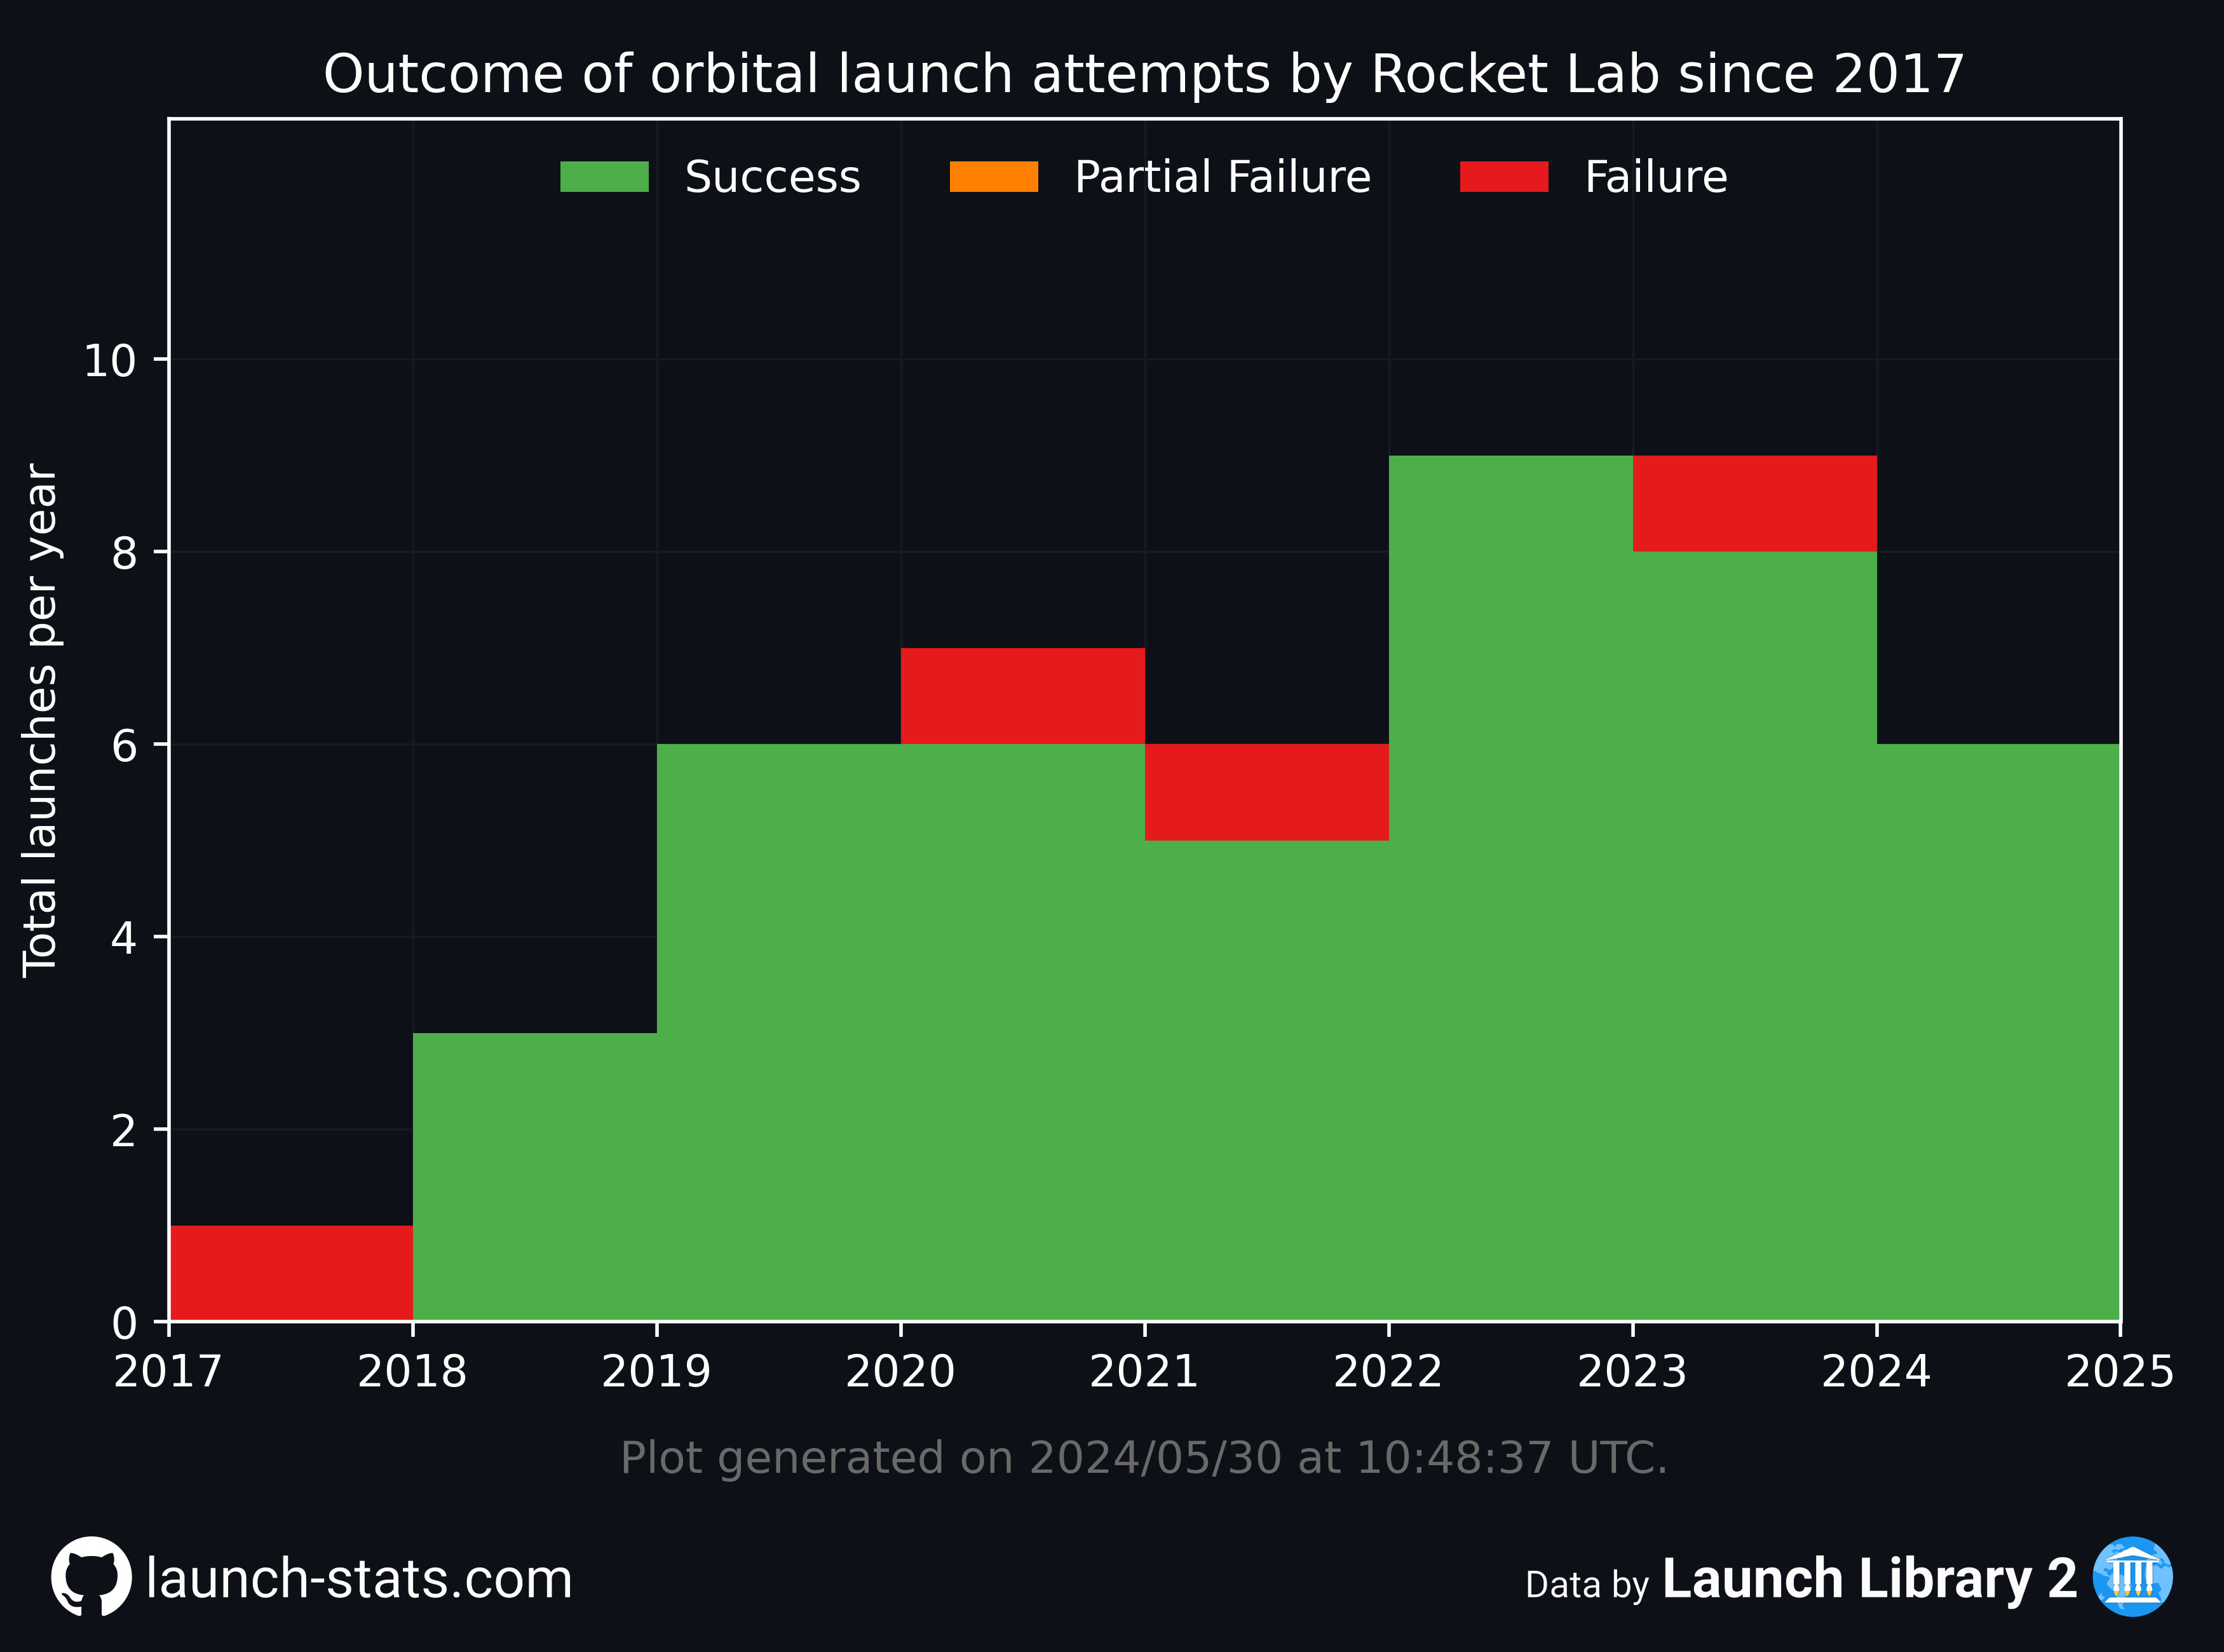 Outcome of orbital launch attempts by Rocket Lab since 2017
Success Partial Failure Failure
Total launches per year
10
8
6
4
2
0
2017 2018 2019 2020 2021 2022 2023 2024 2025
Plot generated on 2024/05/30 at 10:48:37 UTC.
launch-stats.com
Data by Launch Library 2